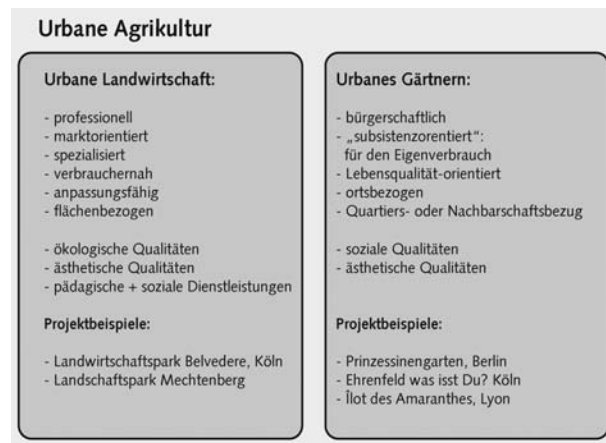 Urbane Agrikultur
Urbane Landwirtschaft:
- professionell
- marktorientiert
- spezialisiert
- verbrauchernah
- anpassungsfähig
- flächenbezogen
- ökologische Qualitäten
- ästhetische Qualitäten
- pädagische + soziale Dienstleistungen
Projektbeispiele:
- Landwirtschaftspark Belvedere, Köln
- Landschaftspark Mechtenberg
Urbanes Gärtnern:
- bürgerschaftlich
- „subsistenzorentiert“:
für den Eigenverbrauch
- Lebensqualität-orientiert
- ortsbezogen
- Quartiers- oder Nachbarschaftsbezug
- soziale Qualitäten
- ästhetische Qualitäten
Projektbeispiele:
- Prinzessinengarten, Berlin
- Ehrenfeld was isst Du? Köln
- Îlot des Amaranthes, Lyon